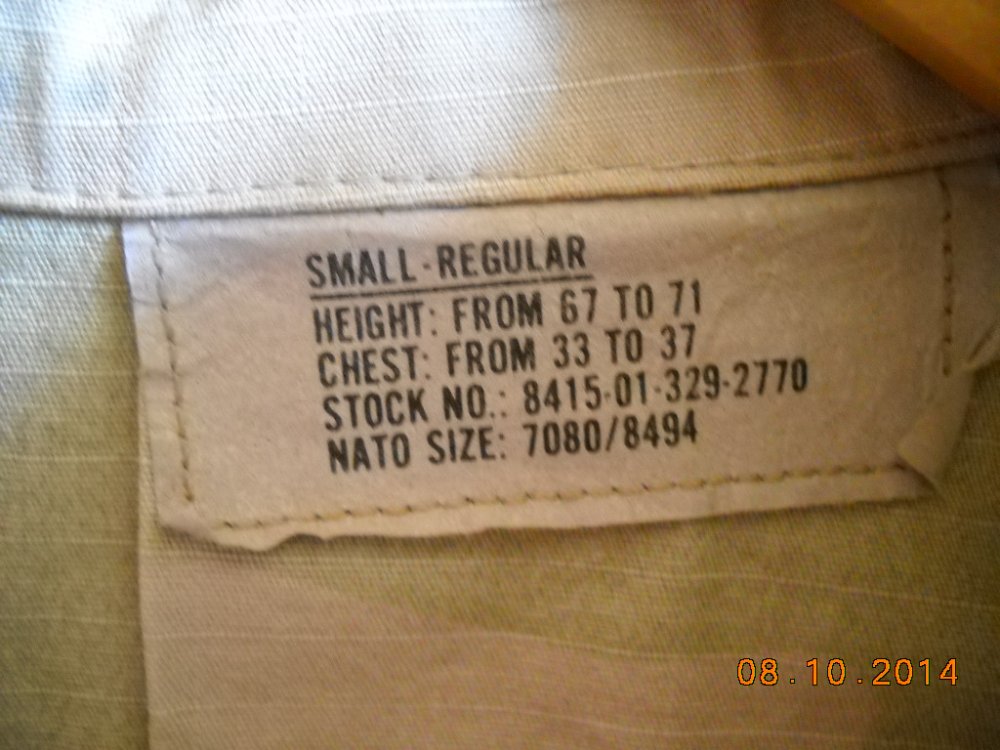 SMALL-REGULAR
HEIGHT: FROM 67 TO 71
CHEST: FROM 33 TO 37
STOCK NO.: 8415-01-329-2770
NATO SIZE: 7080/8494
08.10.2014